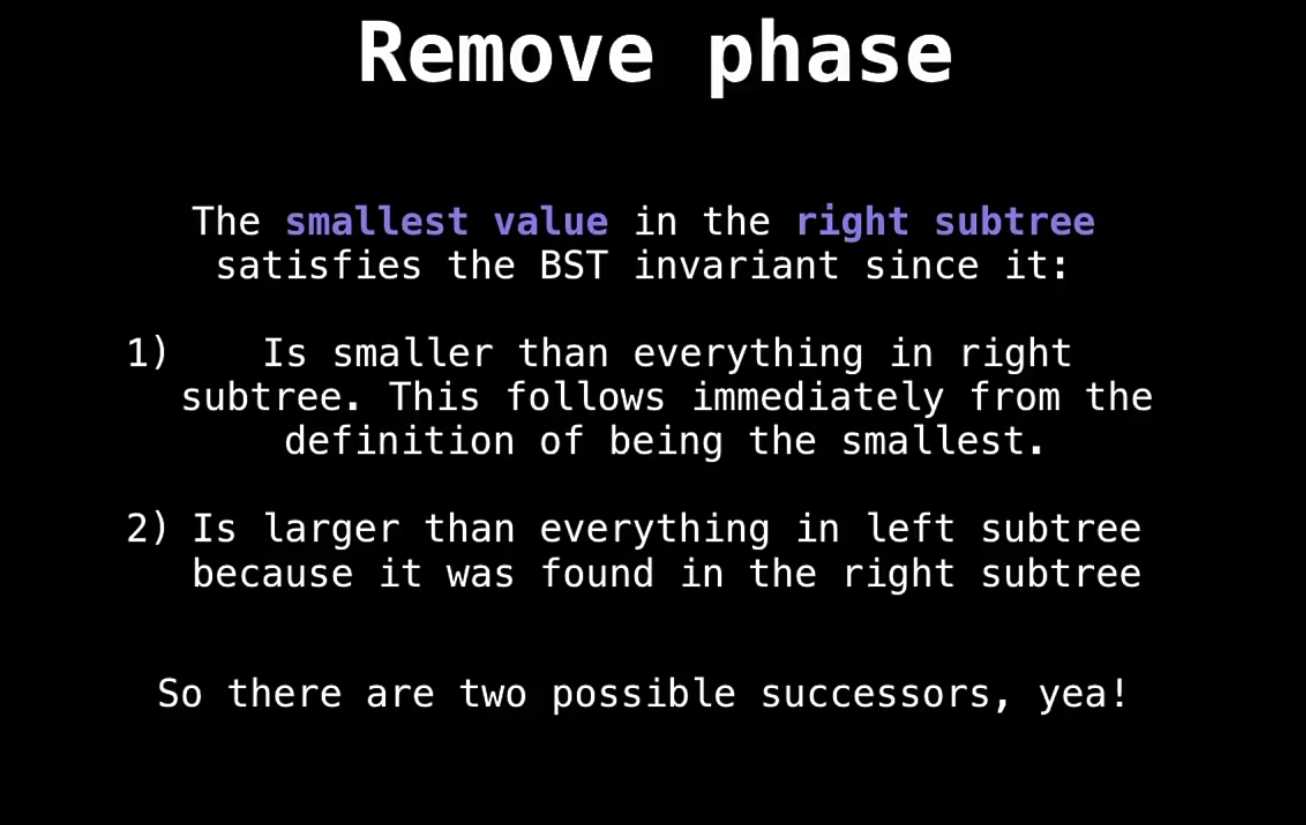 Remove phase
The smallest value in the right subtree
satisfies the BST invariant since it:
1) Is smaller than everything in right
subtree. This follows immediately from the
definition of being the smallest.
2) Is larger than everything in left subtree
because it was found in the right subtree
So there are two possible successors, yea!